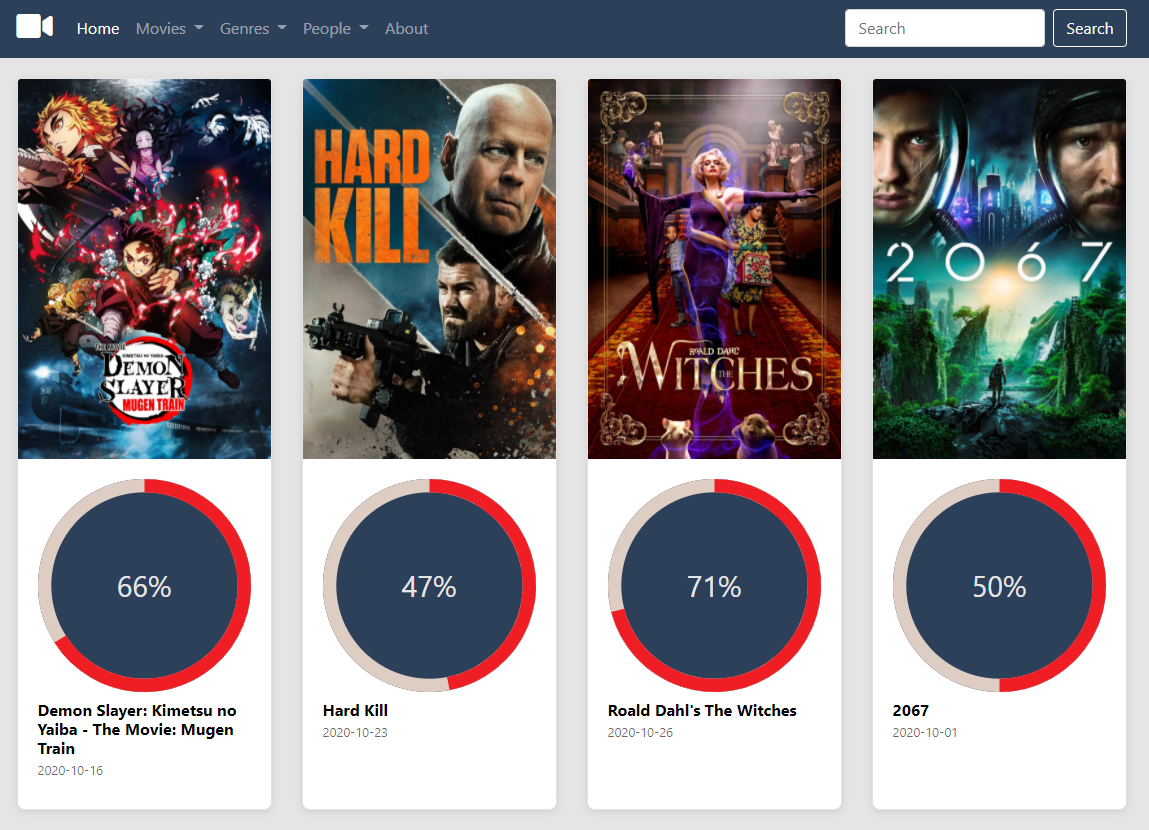 Home Movies Genres People About Search Search
THE MOVIE
KIMETSU NO YAIBA
DEMON
SLAYER
MUGEN TRAIN
HARD
KILL
ROALD DAHL'S
THE
WITCHES
2067
66%
47%
71%
50%
Demon Slayer: Kimetsu no
Yaiba - The Movie: Mugen
Train
2020-10-16
Hard Kill
2020-10-23
Roald Dahl's The Witches
2020-10-26
2067
2020-10-01